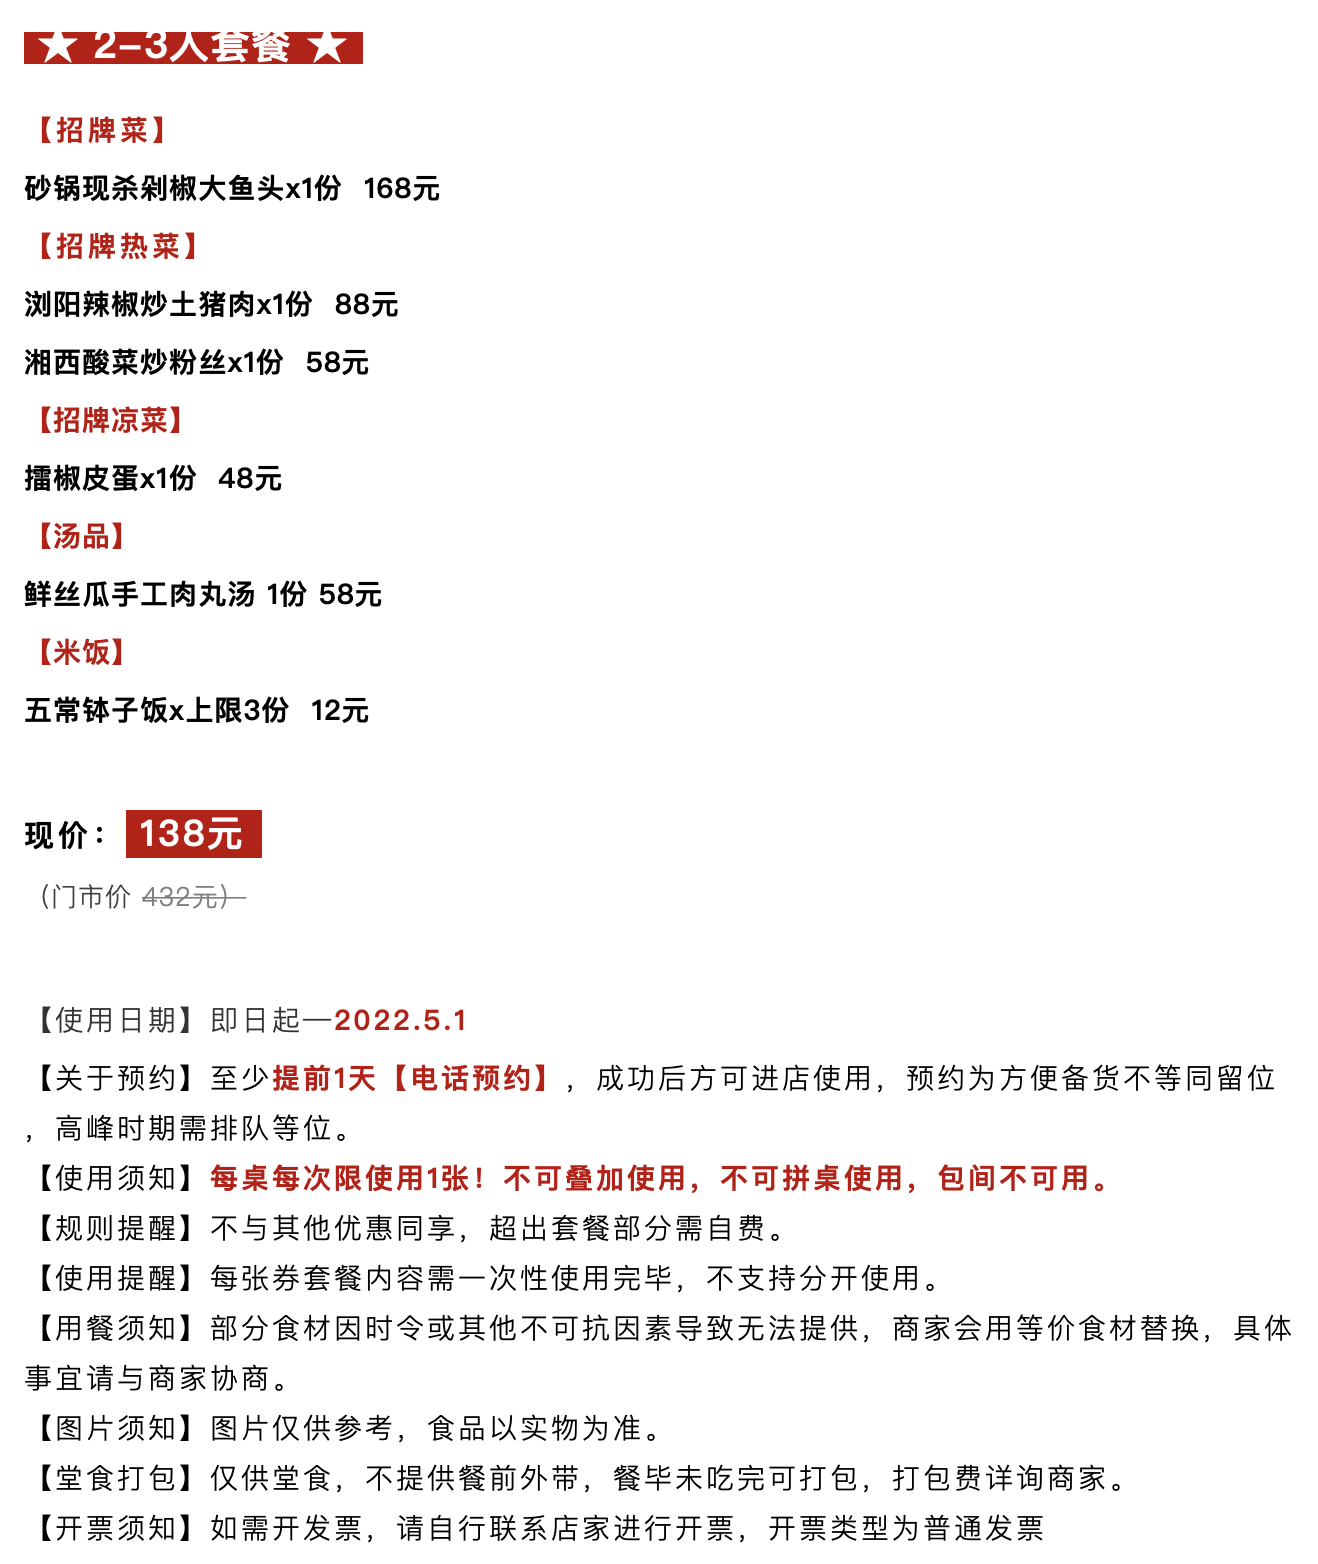 ★ 2-3人套餐 ★
【招牌菜】
砂锅现杀剁椒大鱼头x1份 168元
【招牌热菜】
浏阳辣椒炒土猪肉x1份 88元
湘西酸菜炒粉丝x1份 58元
【招牌凉菜】
擂椒皮蛋x1份 48元
【汤品】
鲜丝瓜手工肉丸汤 1份 58元
【米饭】
五常钵子饭x上限3份 12元
现价：138元
（门市价 432元）
【使用日期】即日起—2022.5.1
【关于预约】至少提前1天【电话预约】，成功后方可进店使用，预约为方便备货不等同留位
，高峰时期需排队等位。
【使用须知】每桌每次限使用1张！不可叠加使用，不可拼桌使用，包间不可用。
【规则提醒】不与其他优惠同享，超出套餐部分需自费。
【使用提醒】每张券套餐内容需一次性使用完毕，不支持分开使用。
【用餐须知】部分食材因时令或其他不可抗因素导致无法提供，商家会用等价食材替换，具体
事宜请与商家协商。
【图片须知】图片仅供参考，食品以实物为准。
【堂食打包】仅供堂食，不提供餐前外带，餐毕未吃完可打包，打包费详询商家。
【开票须知】如需开发票，请自行联系店家进行开票，开票类型为普通发票